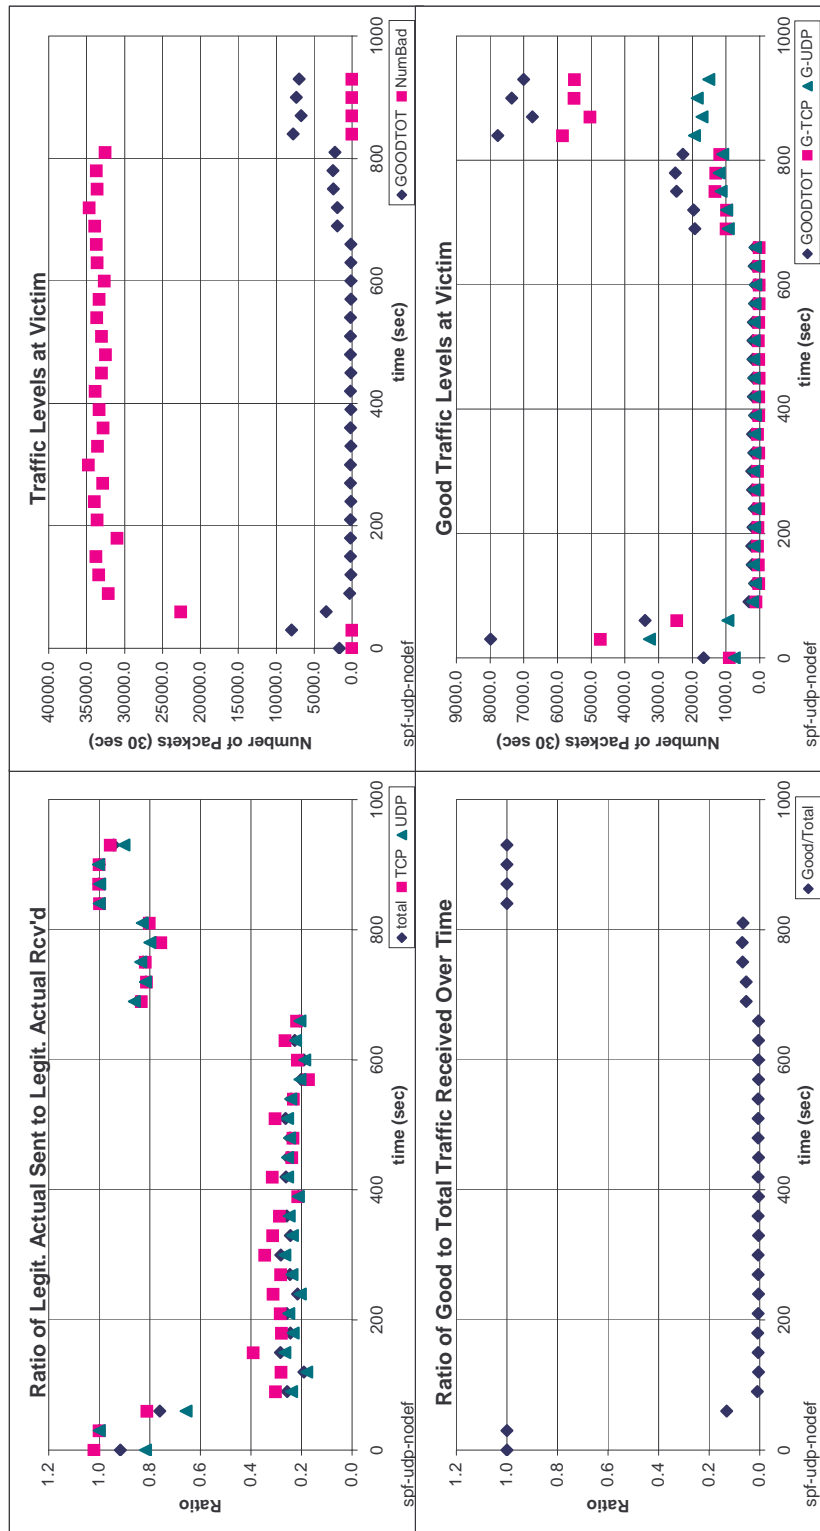 Ratio of Legit. Actual Sent to Legit. Actual Rcv'd
Ratio
1.2
1.0
0.8
0.6
0.4
0.2
0.0
0 200 400 600 800 1000
time (sec)
spf-udp-nodef
total TCP UDP
Traffic Levels at Victim
Number of Packets (30 sec)
40000.0
35000.0
30000.0
25000.0
20000.0
15000.0
10000.0
5000.0
0.0
0 200 400 600 800 1000
time (sec)
spf-udp-nodef
GOODTOT NumBad
Ratio of Good to Total Traffic Received Over Time
Ratio
1.2
1.0
0.8
0.6
0.4
0.2
0.0
0 200 400 600 800 1000
time (sec)
spf-udp-nodef
Good/Total
Good Traffic Levels at Victim
Number of Packets (30 sec)
9000.0
8000.0
7000.0
6000.0
5000.0
4000.0
3000.0
2000.0
1000.0
0.0
0 200 400 600 800 1000
time (sec)
spf-udp-nodef
GOODTOT G-TCP G-UDP